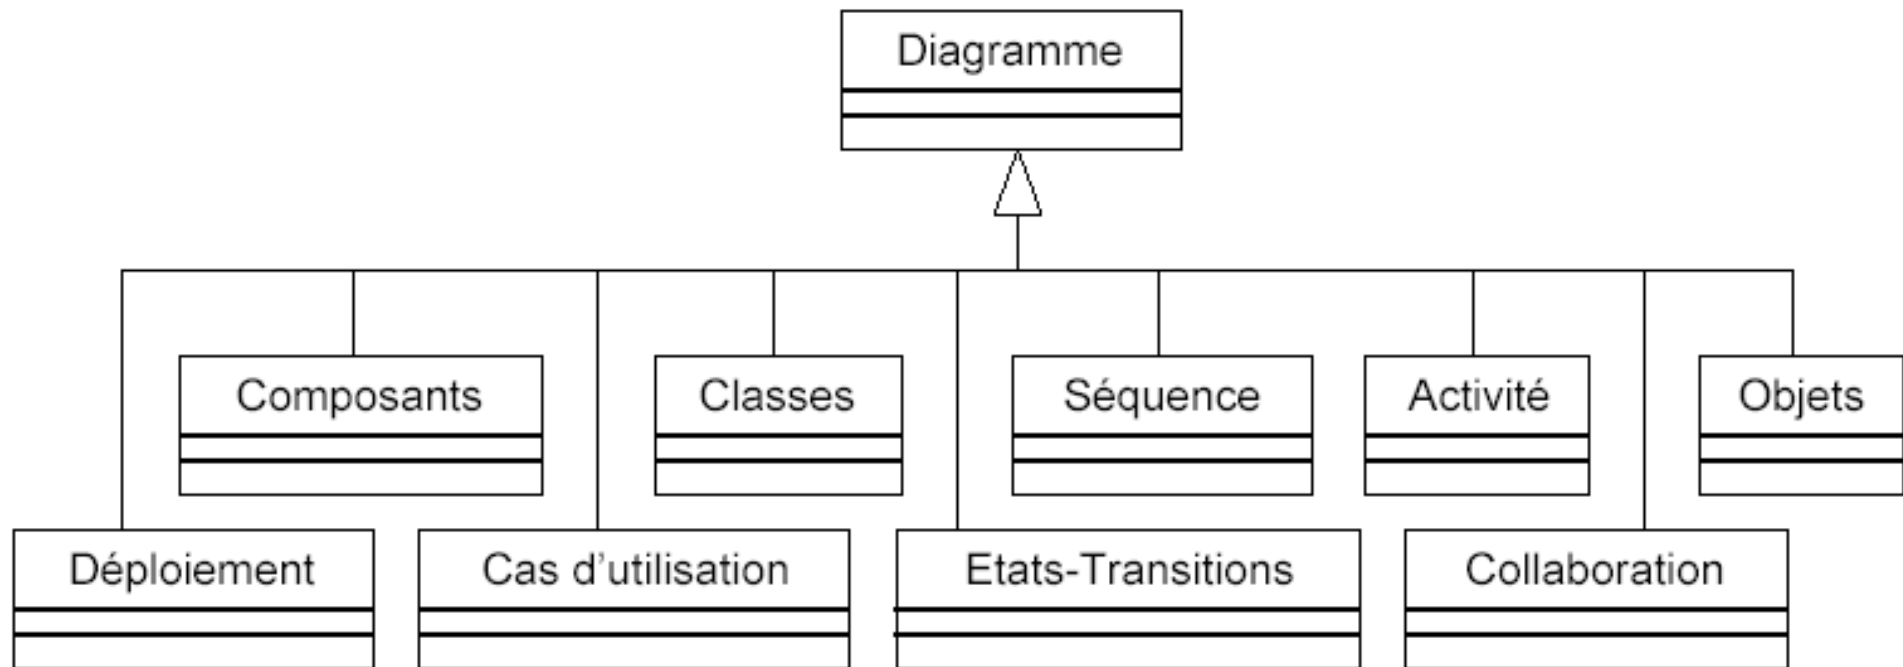 Diagramme
Composants
Classes
Séquence
Activité
Objets
Déploiement
Cas d’utilisation
Etats-Transitions
Collaboration